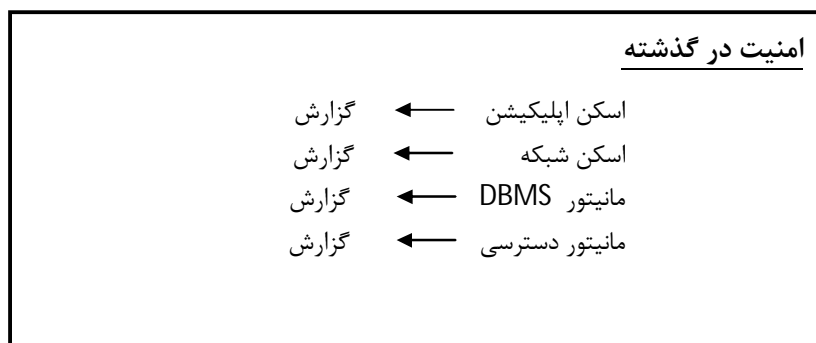 امنیت در گذشته
اسکن اپلیکیشن ← گزارش
اسکن شبکه ← گزارش
مانیتور DBMS ← گزارش
مانیتور دسترسی ← گزارش